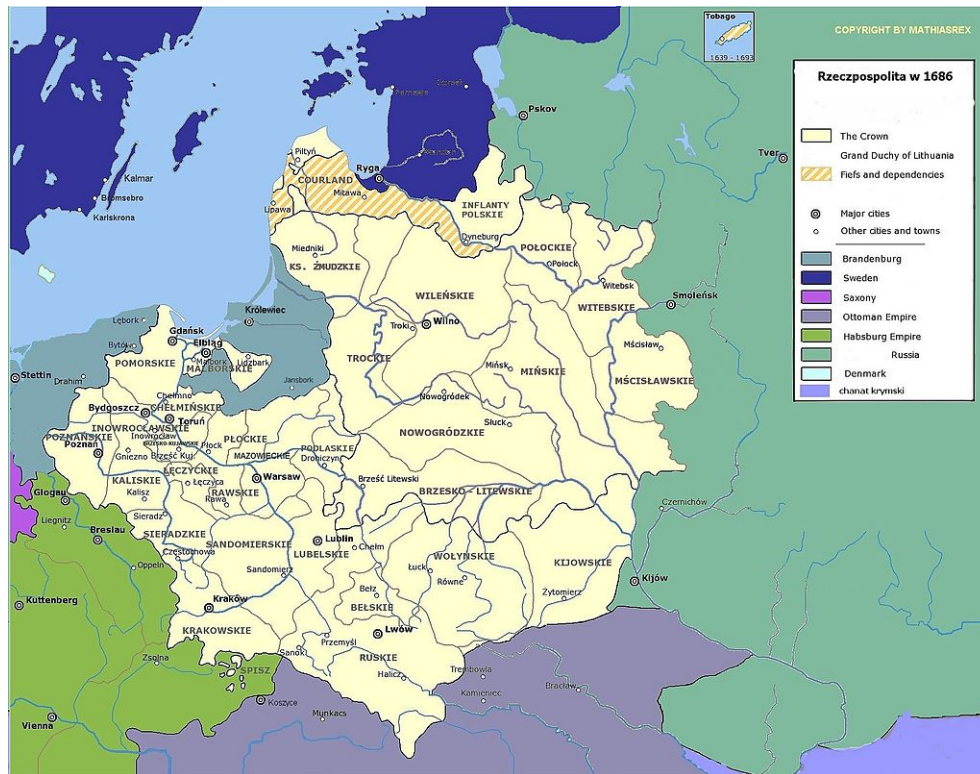 Tobago
1639 - 1693
COPYRIGHT BY MATHIASREX
Rzeczpospolita w 1686
The Crown
Grand Duchy of Lithuania
Fiefs and dependencies
Major cities
Other cities and towns
Brandenburg
Sweden
Saxony
Ottoman Empire
Habsburg Empire
Russia
Denmark
chanat krymski
Parnawa
Pskov
Tver
Piltyń
Ryga
Kalmar
Bromsebro
Karlskrona
COURLAND
Mitawa
Lipawa
INFLANTY
POLSKIE
Dyneburg
Miedniki
KS. ŻMUDZKIE
POŁOCKIE
Połock
Witebsk
WILEŃSKIE
WITEBSKIE
Smoleńsk
Królewiec
Lębork
Gdańsk
Elbląg
Bytów
Malbork
Lidzbark
MALBORSKIE
POMORSKIE
Troki
Wilno
Mścisław
TROCKIE
Mińsk
MIŃSKIE
MŚCISŁAWSKIE
Stettin
Drahim
Jansbork
Nowogródek
Chełmno
CHEŁMIŃSKIE
Bydgoszcz
Toruń
Słuck
INOWROCŁAWSKIE
NOWOGRÓDZKIE
POZNAŃSKIE
Inowrocław
PŁOCKIE
Poznań
Gniezno
Brześć Kuj.
Płock
MAZOWIECKIE
PODLASKIE
Drohiczyn
ŁĘCZYCKIE
KALISKIE
Łęczyca
Warsaw
Brześć Litewski
BRZESKO - LITEWSKIE
Glogau
Kalisz
Rawa
RAWSKIE
Liegnitz
Sieradz
Czernichów
Breslau
SIERADZKIE
SANDOMIERSKIE
Lublin
LUBELSKIE
Chełm
WOŁYŃSKIE
Częstochowa
KIJOWSKIE
Oppeln
Sandomierz
Łuck
Równe
Kijów
Bełz
Żytomierz
Kuttenberg
Kraków
BEŁSKIE
KRAKOWSKIE
Lwów
Przemyśl
Sanok
RUSKIE
Zsolna
SPISZ
Halicz
Trembowla
Kamieniec
Bracław
Koszyce
Munkacs
Vienna